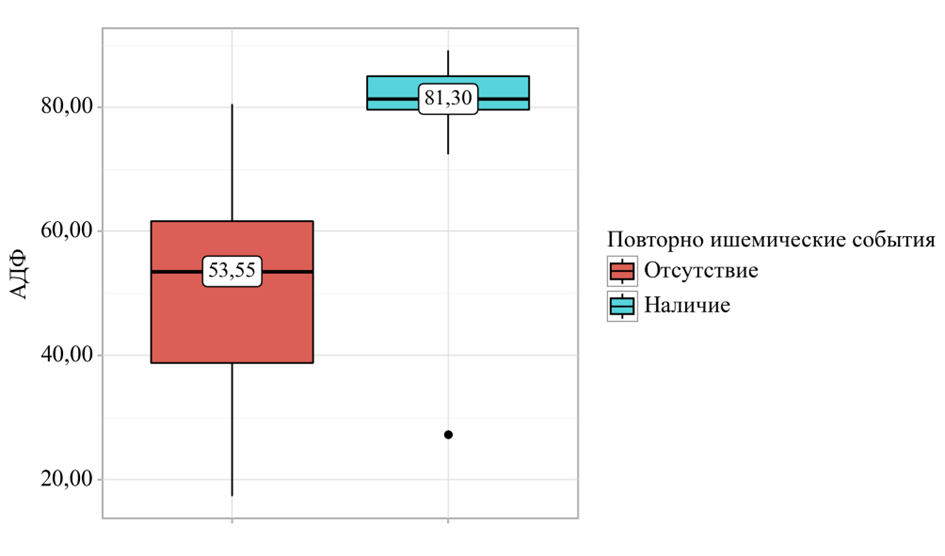 80,00
60,00
40,00
20,00
АДФ
81,30
53,55
Повторно ишемические события
Отсутствие
Наличие